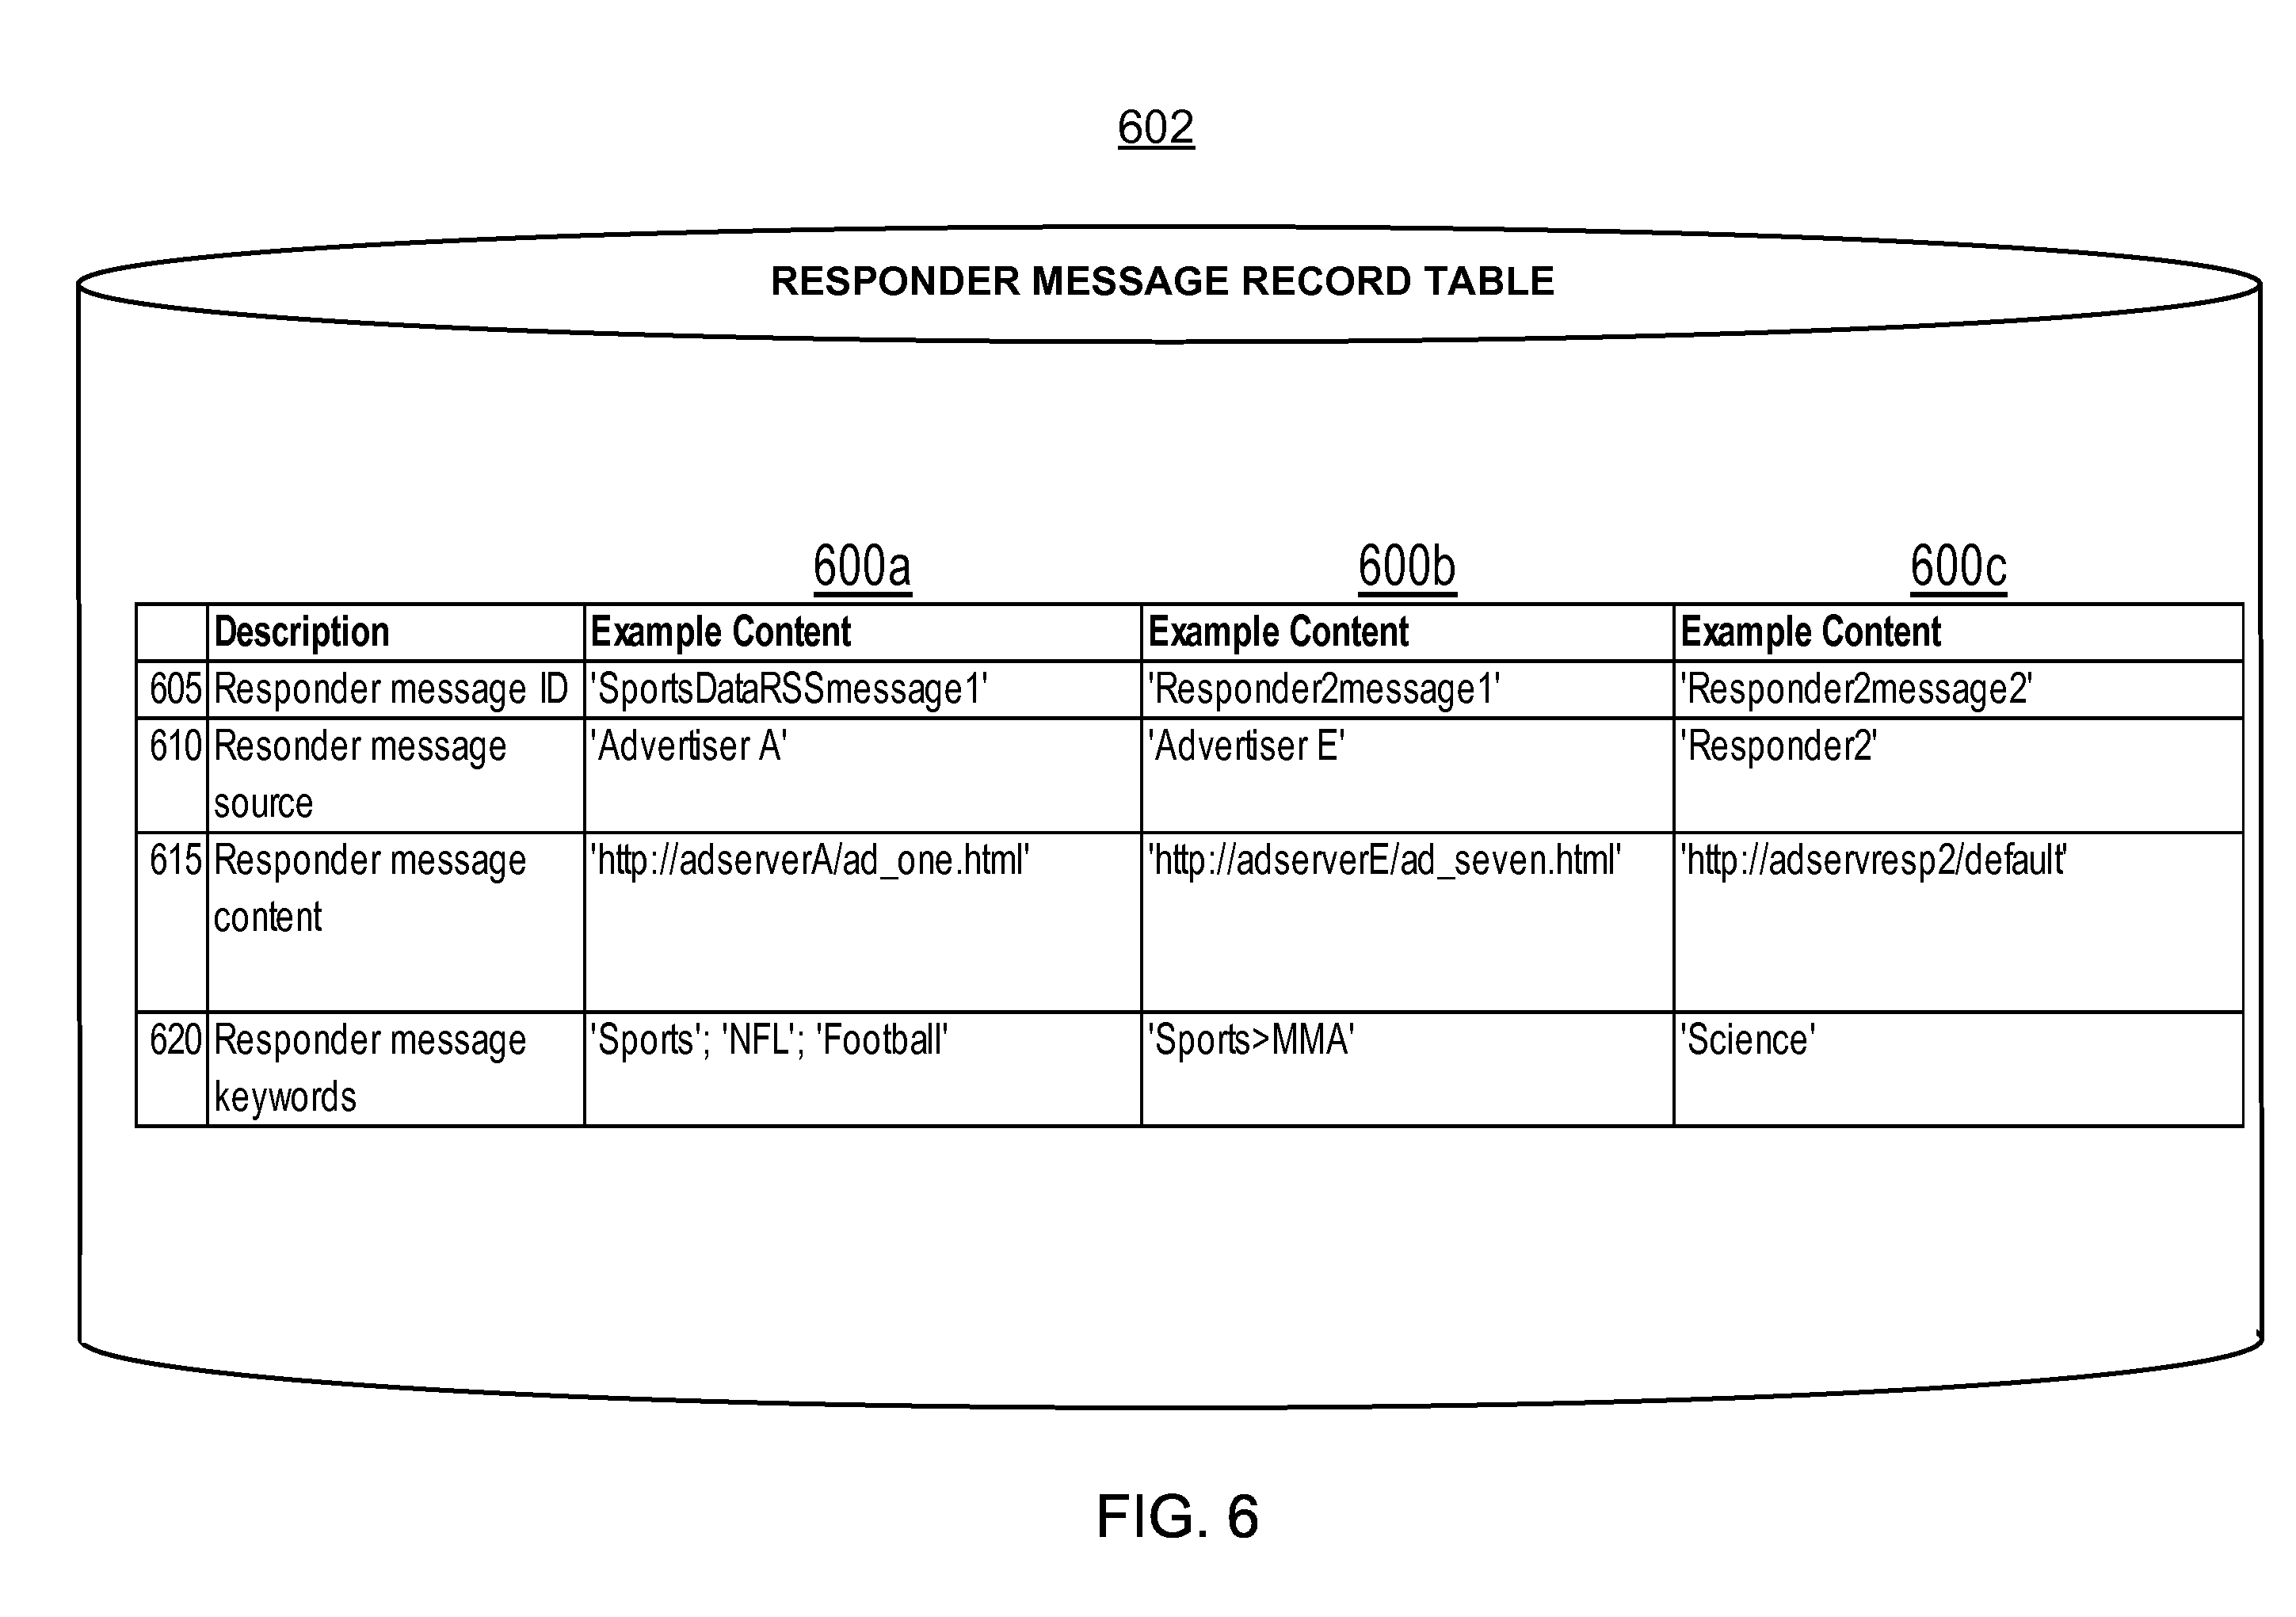 602
RESPONDER MESSAGE RECORD TABLE
600a 600b 600c
Description Example Content Example Content Example Content
605 Responder message ID 'SportsDataRSSmessage1' 'Responder2message1' 'Responder2message2'
610 Resonder message 'Advertiser A' 'Advertiser E' 'Responder2'
source
615 Responder message 'http://adserverA/ad_one.html' 'http://adserverE/ad_seven.html' 'http://adservresp2/default'
content
620 Responder message 'Sports'; 'NFL'; 'Football' 'Sports>MMA' 'Science'
keywords
FIG. 6